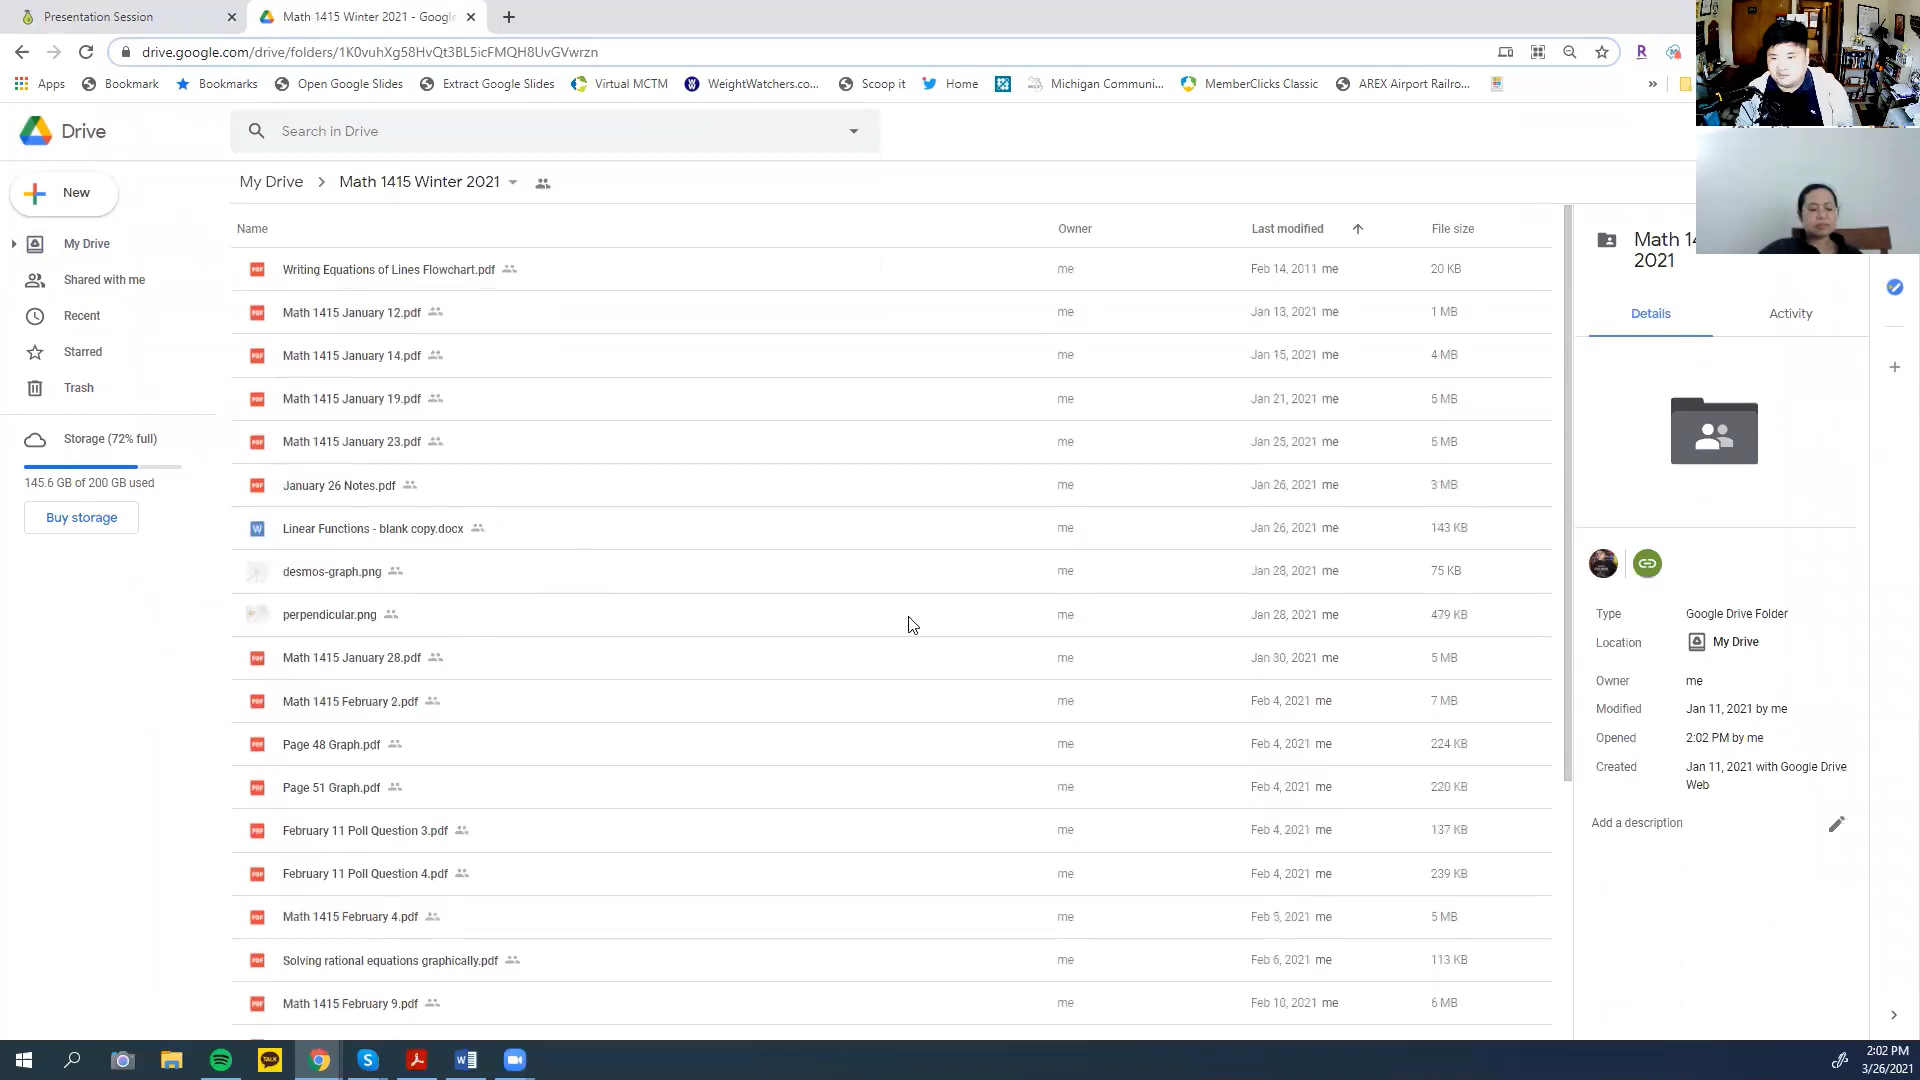 Presentation Session
Math 1415 Winter 2021 - Google
drive.google.com/drive/folders/1K0vuhXg58HvQt3BL5icFMQH8UvGVwrzn
Apps Bookmark Bookmarks Open Google Slides Extract Google Slides Virtual MCTM WeightWatchers.co... Scoop it Home Michigan Communi... MemberClicks Classic AREX Airport Railro...
Drive
Search in Drive
New
My Drive
Shared with me
Recent
Starred
Trash
Storage (72% full)
145.6 GB of 200 GB used
Buy storage
My Drive > Math 1415 Winter 2021
Name Owner Last modified File size
Writing Equations of Lines Flowchart.pdf me Feb 14, 2011 me 20 KB
Math 1415 January 12.pdf me Jan 13, 2021 me 1 MB
Math 1415 January 14.pdf me Jan 15, 2021 me 4 MB
Math 1415 January 19.pdf me Jan 21, 2021 me 5 MB
Math 1415 January 23.pdf me Jan 25, 2021 me 6 MB
January 26 Notes.pdf me Jan 26, 2021 me 3 MB
Linear Functions - blank copy.docx me Jan 26, 2021 me 143 KB
desmos-graph.png me Jan 28, 2021 me 75 KB
perpendicular.png me Jan 28, 2021 me 479 KB
Math 1415 January 28.pdf me Jan 30, 2021 me 5 MB
Math 1415 February 2.pdf me Feb 4, 2021 me 7 MB
Page 48 Graph.pdf me Feb 4, 2021 me 224 KB
Page 51 Graph.pdf me Feb 4, 2021 me 220 KB
February 11 Poll Question 3.pdf me Feb 4, 2021 me 137 KB
February 11 Poll Question 4.pdf me Feb 4, 2021 me 239 KB
Math 1415 February 4.pdf me Feb 5, 2021 me 5 MB
Solving rational equations graphically.pdf me Feb 6, 2021 me 113 KB
Math 1415 February 9.pdf me Feb 10, 2021 me 6 MB
Math 14
2021
Details Activity
Type Google Drive Folder
Location My Drive
Owner me
Modified Jan 11, 2021 by me
Opened 2:02 PM by me
Created Jan 11, 2021 with Google Drive
Web
Add a description
2:02 PM
3/26/2021